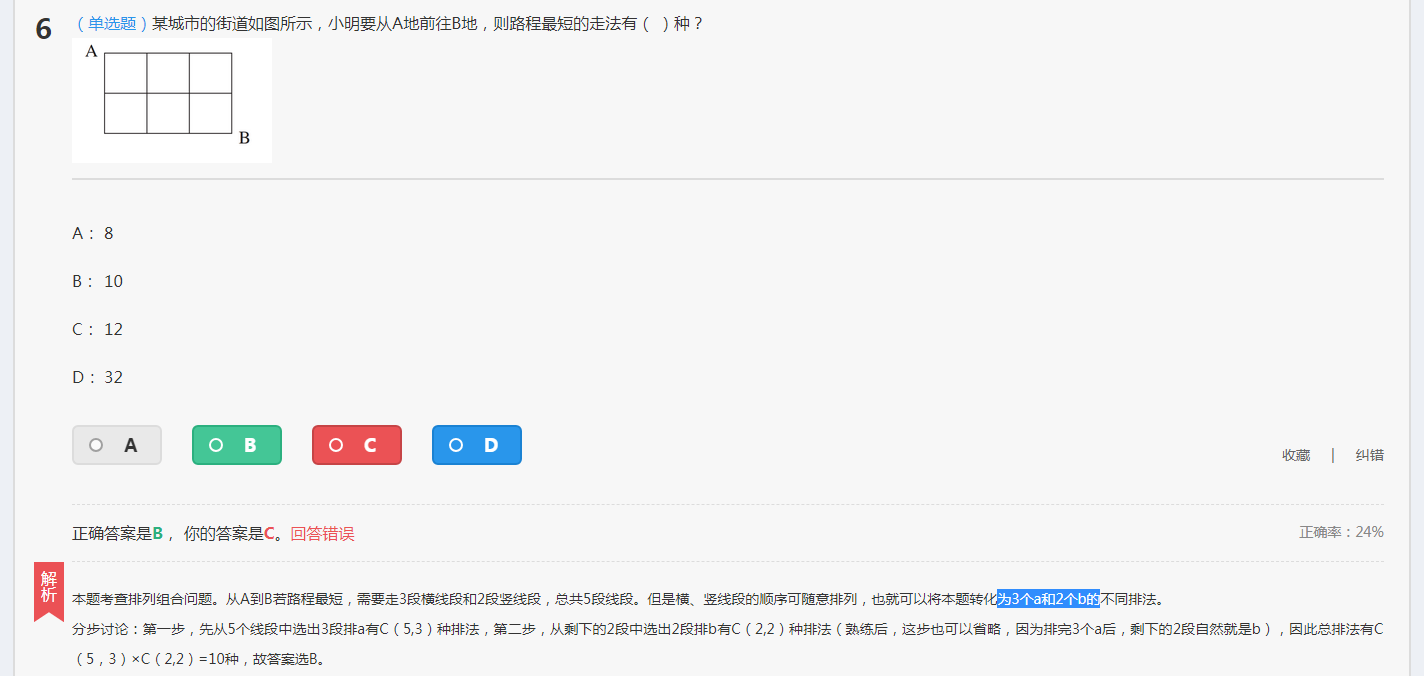 6 （单选题）某城市的街道如图所示，小明要从A地前往B地，则路程最短的走法有（ ）种？
A
B
A： 8
B： 10
C： 12
D： 32
A B C D
收藏 | 纠错
正确答案是B， 你的答案是C。回答错误 正确率：24%
解析
本题考查排列组合问题。从A到B若路程最短，需要走3段横线段和2段竖线段，总共5段线段。但是横、竖线段的顺序可随意排列，也就可以将本题转化为3个a和2个b的不同排法。
分步讨论：第一步，先从5个线段中选出3段排a有C（5,3）种排法，第二步，从剩下的2段中选出2段排b有C（2,2）种排法（熟练后，这步也可以省略，因为排完3个a后，剩下的2段自然就是b），因此总排法有C
（5，3）×C（2,2）=10种，故答案选B。